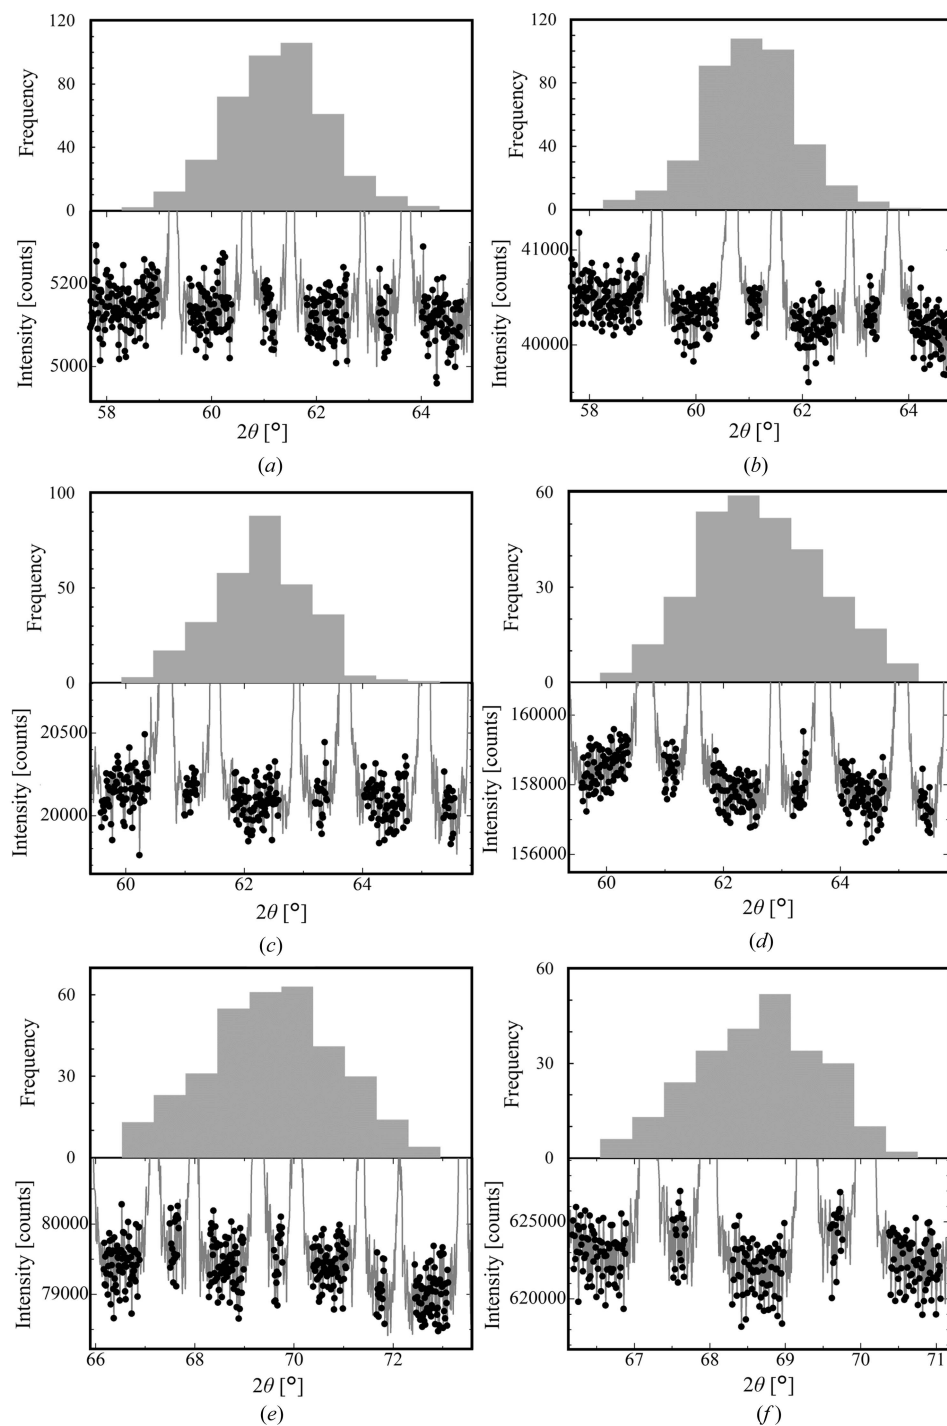 120 120
80 80
Frequency Frequency
40 40
0 0
5200 41000
Intensity [counts] Intensity [counts]
5000 40000
58 60 62 64 58 60 62 64
2θ [°] 2θ [°]
(a) (b)
100 60
Frequency Frequency
50 30
0 0
20500 160000
Intensity [counts] Intensity [counts]
158000
20000
156000
60 62 64 60 62 64
2θ [°] 2θ [°]
(c) (d)
60 60
Frequency Frequency
30 30
0 0
80000 625000
Intensity [counts] Intensity [counts]
79000 620000
66 68 70 72 67 68 69 70 71
2θ [°] 2θ [°]
(e) (f)